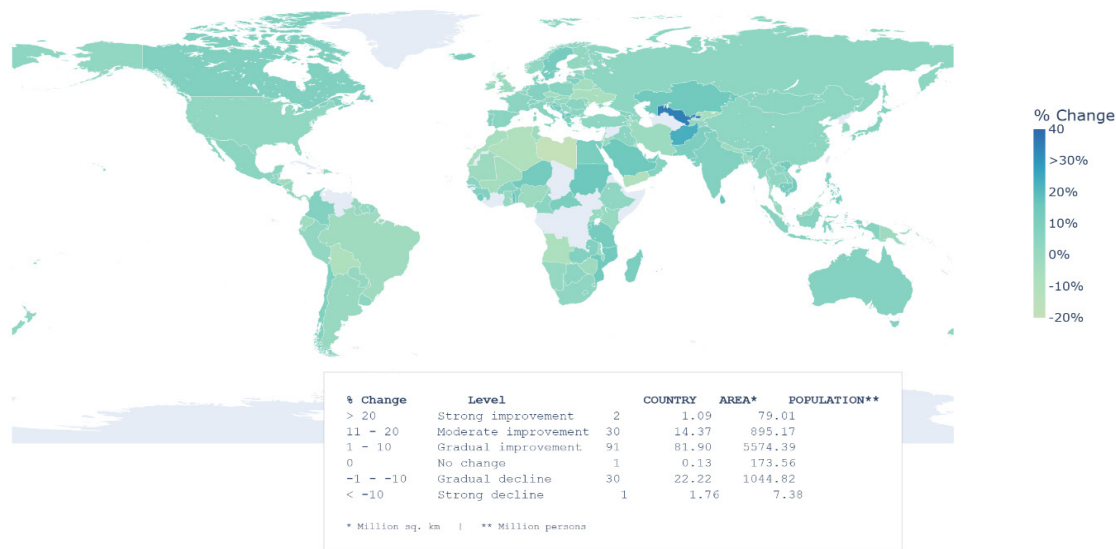 % Change
40
>30%
20%
10%
0%
-10%
-20%
% Change Level COUNTRY AREA* POPULATION**
> 20 Strong improvement 2 1.09 79.01
11 - 20 Moderate improvement 30 14.37 895.17
1 - 10 Gradual improvement 91 81.90 5574.39
0 No change 1 0.13 173.56
-1 - -10 Gradual decline 30 22.22 1044.82
< -10 Strong decline 1 1.76 7.38
* Million sq. km | ** Million persons